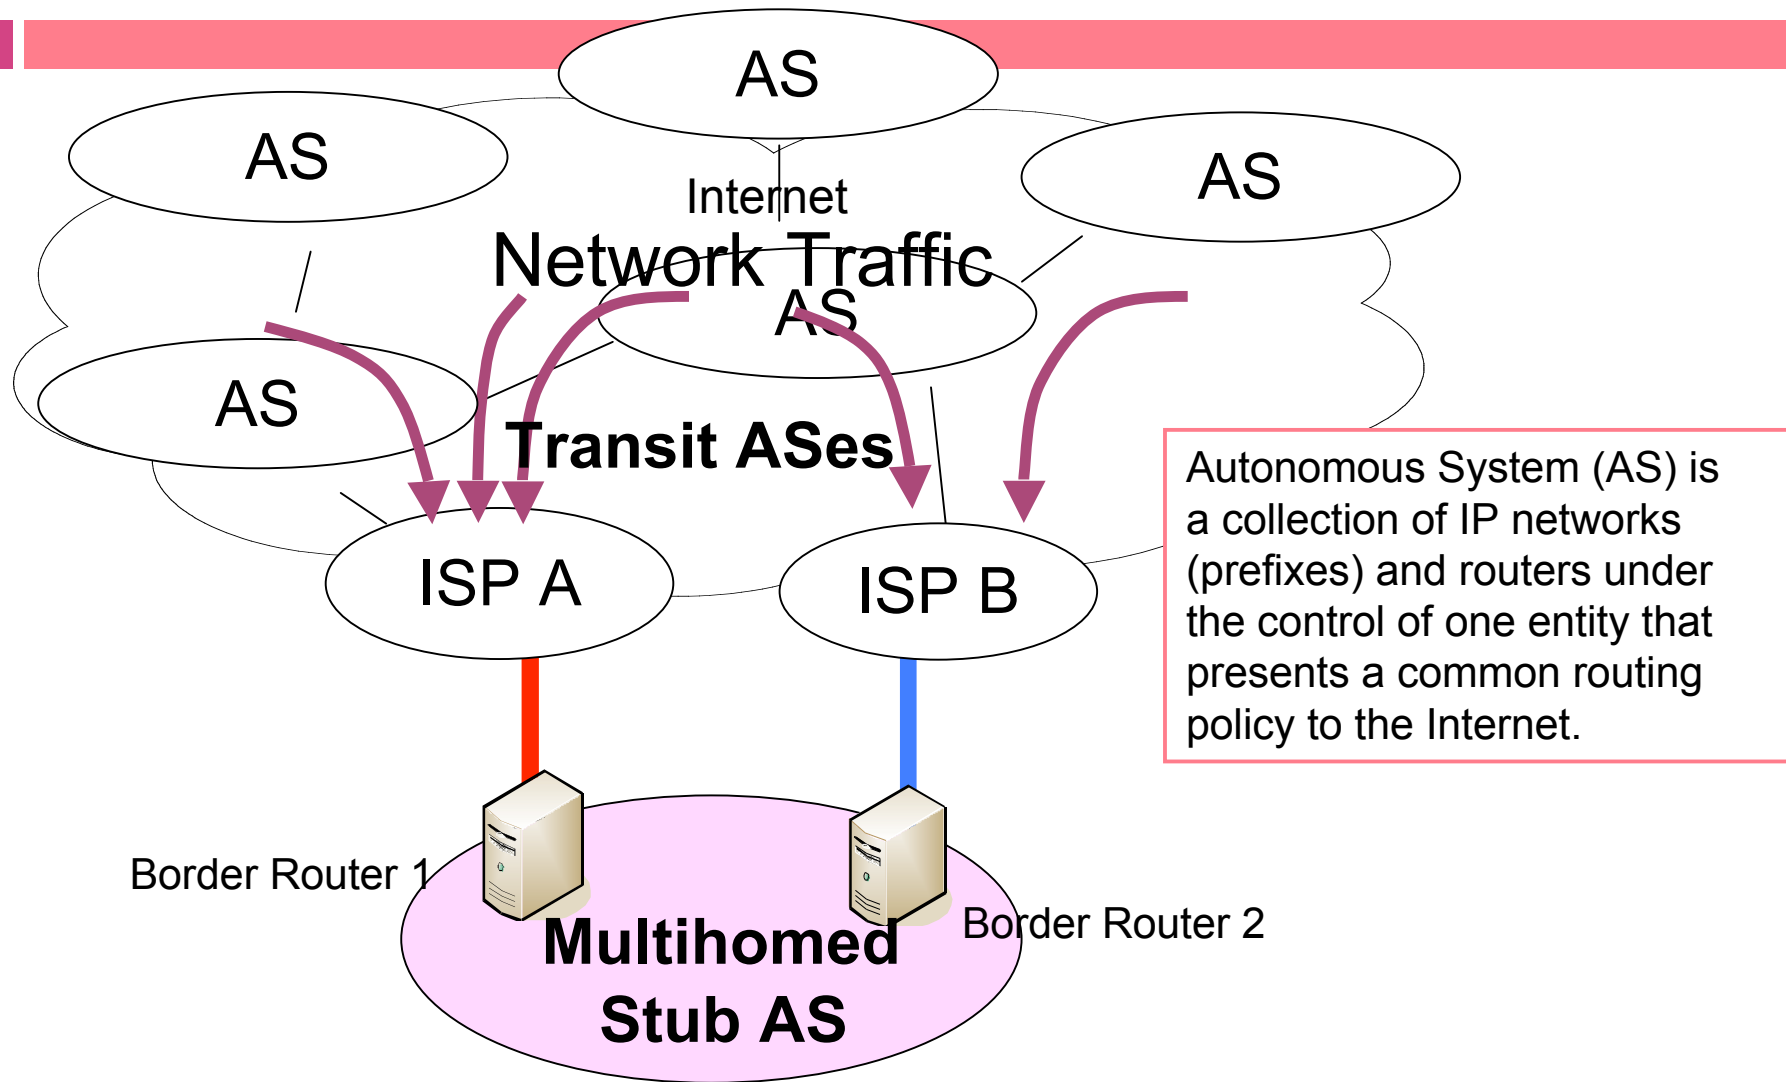 AS
AS
AS
Internet
Network Traffic
AS
AS
Transit ASes
Autonomous System (AS) is
a collection of IP networks
(prefixes) and routers under
the control of one entity that
presents a common routing
policy to the Internet.
ISP A
ISP B
Border Router 1
Border Router 2
Multihomed
Stub AS